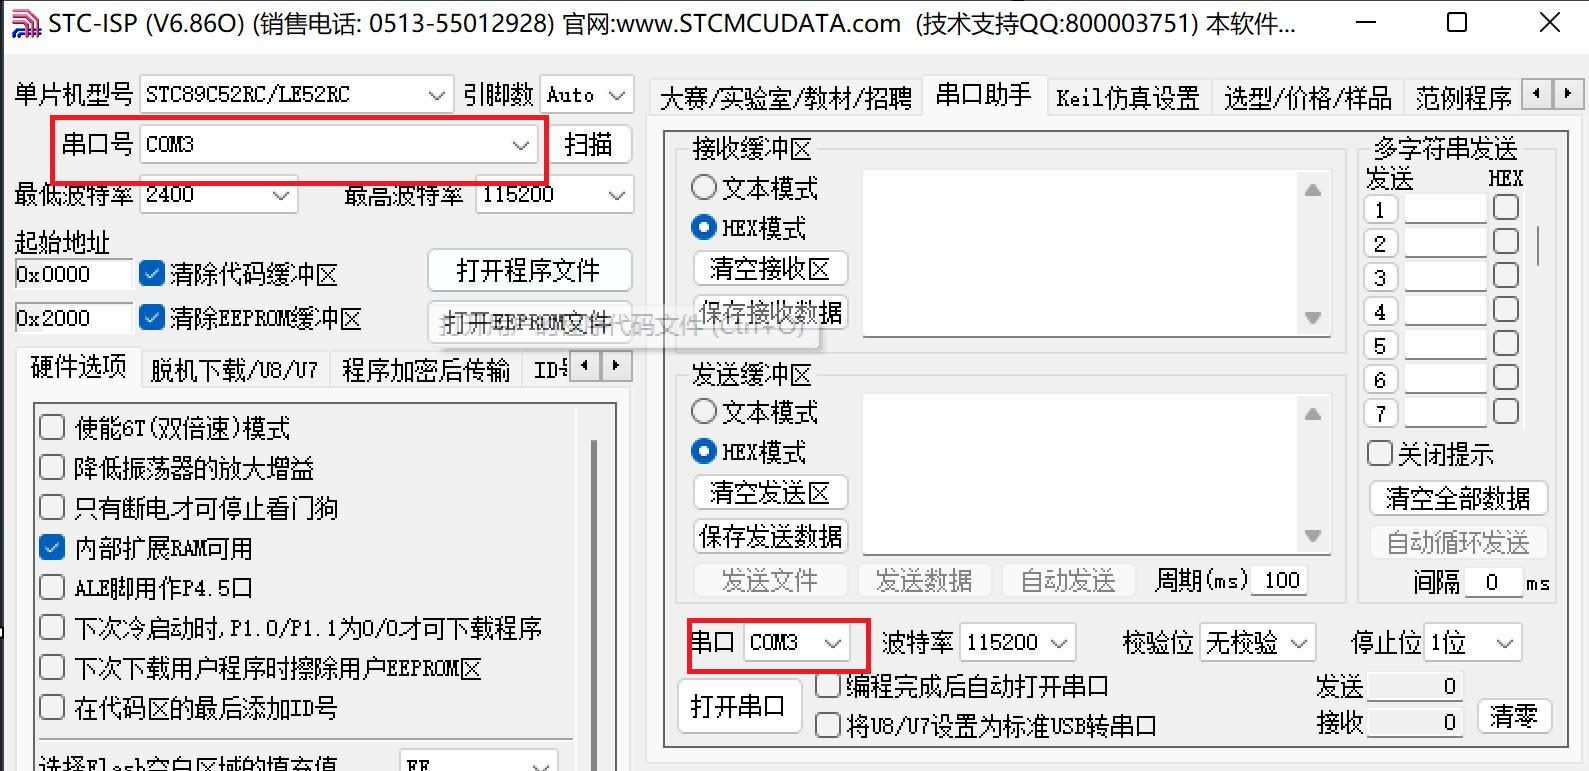 STC-ISP (V6.86O) (销售电话: 0513-55012928) 官网:www.STCMCUDATA.com (技术支持QQ:800003751) 本软件...
单片机型号 STC89C52RC/LE52RC 引脚数 Auto
串口号 COM3 扫描
最低波特率 2400 最高波特率 115200
起始地址
0x0000 清除代码缓冲区 打开程序文件
0x2000 清除EEPROM缓冲区 打开EEPROM文件
代码文件 (Ctrl+O)
硬件选项 脱机下载/U8/U7 程序加密后传输 ID号
使能6T(双倍速)模式
降低振荡器的放大增益
只有断电才可停止看门狗
内部扩展RAM可用
ALE脚用作P4.5口
下次冷启动时,P1.0/P1.1为0/0才可下载程序
下次下载用户程序时擦除用户EEPROM区
在代码区的最后添加ID号
选择Flash空白区域的填充值 FF
大赛/实验室/教材/招聘 串口助手 Keil仿真设置 选型/价格/样品 范例程序
接收缓冲区
文本模式
HEX模式
清空接收区
保存接收数据
发送缓冲区
文本模式
HEX模式
清空发送区
保存发送数据
发送文件 发送数据 自动发送 周期(ms) 100
多字符串发送
发送 HEX
1
2
3
4
5
6
7
关闭提示
清空全部数据
自动循环发送
间隔 0 ms
串口 COM3 波特率 115200 校验位 无校验 停止位 1位
打开串口 编程完成后自动打开串口 发送 0
将U8/U7设置为标准USB转串口 接收 0 清零